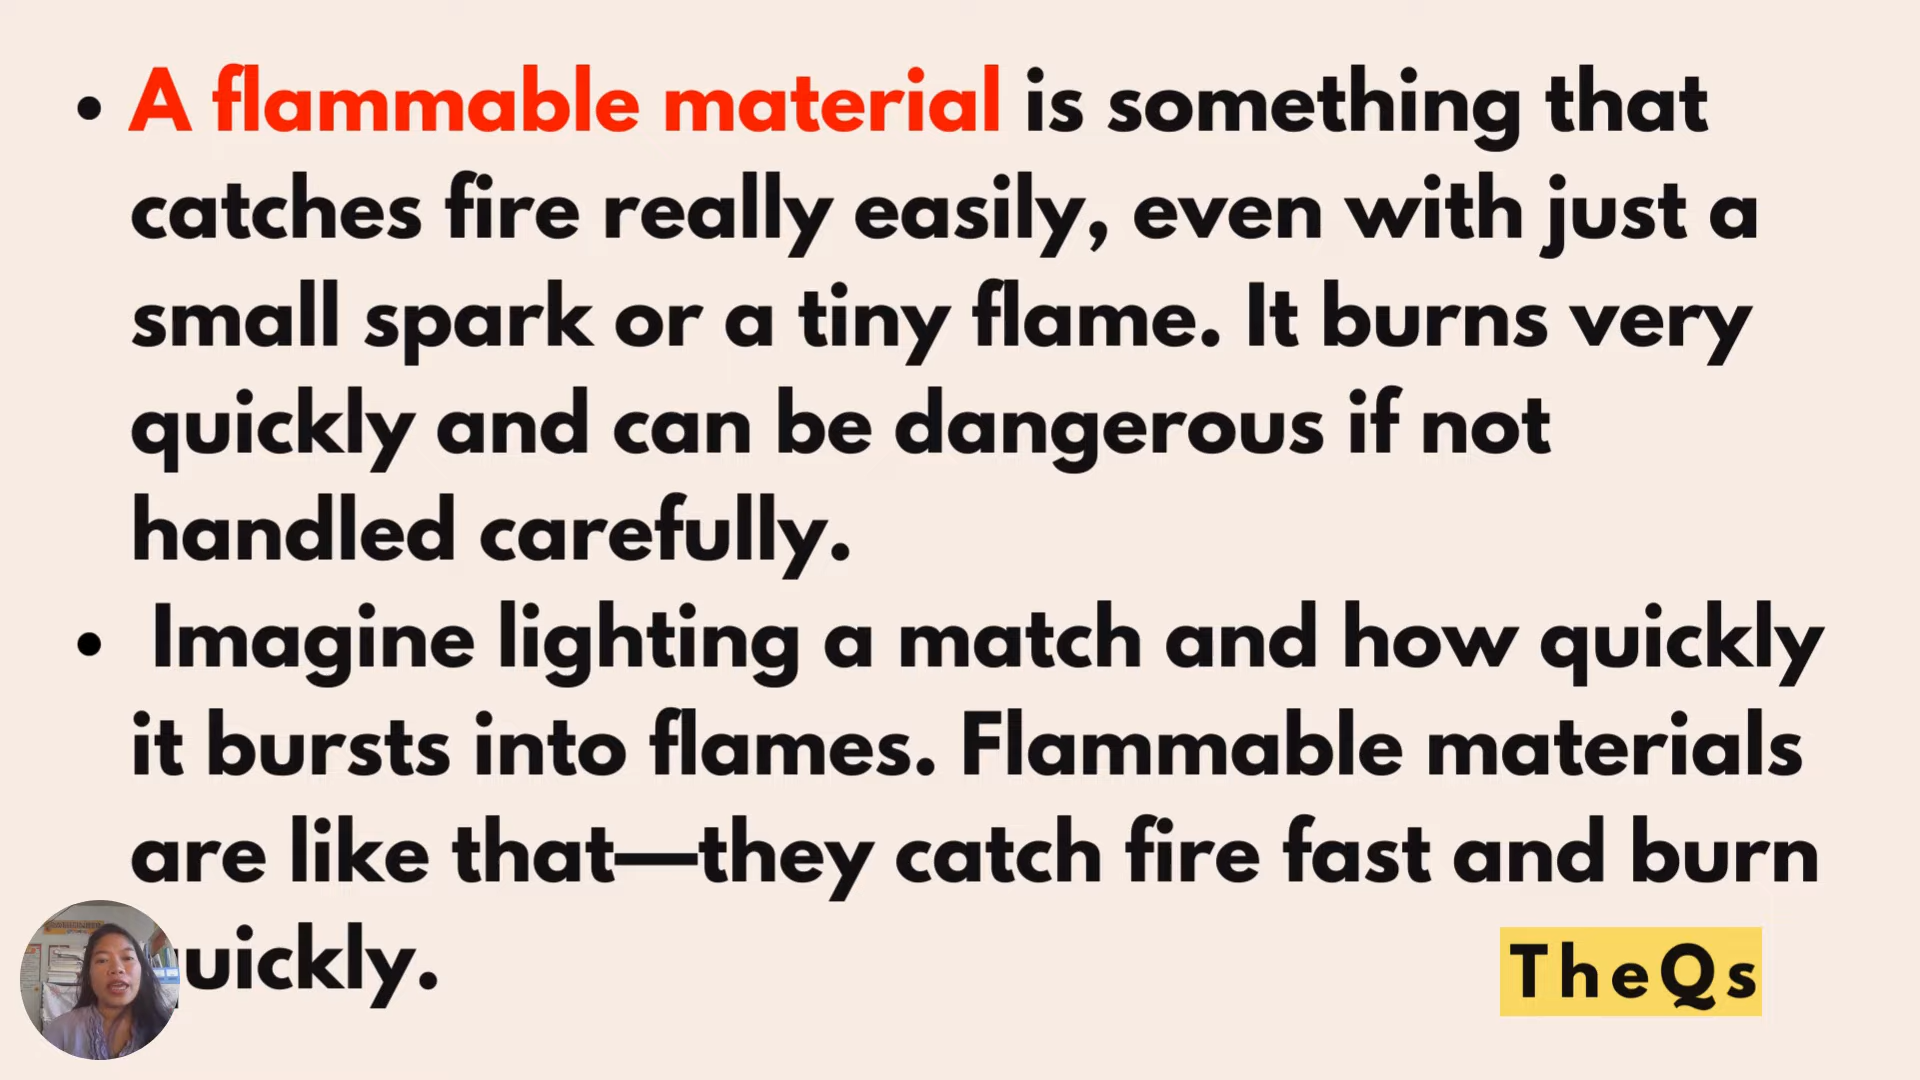 • A flammable material is something that
catches fire really easily, even with just a
small spark or a tiny flame. It burns very
quickly and can be dangerous if not
handled carefully.
• Imagine lighting a match and how quickly
it bursts into flames. Flammable materials
are like that—they catch fire fast and burn
quickly.
TheQs